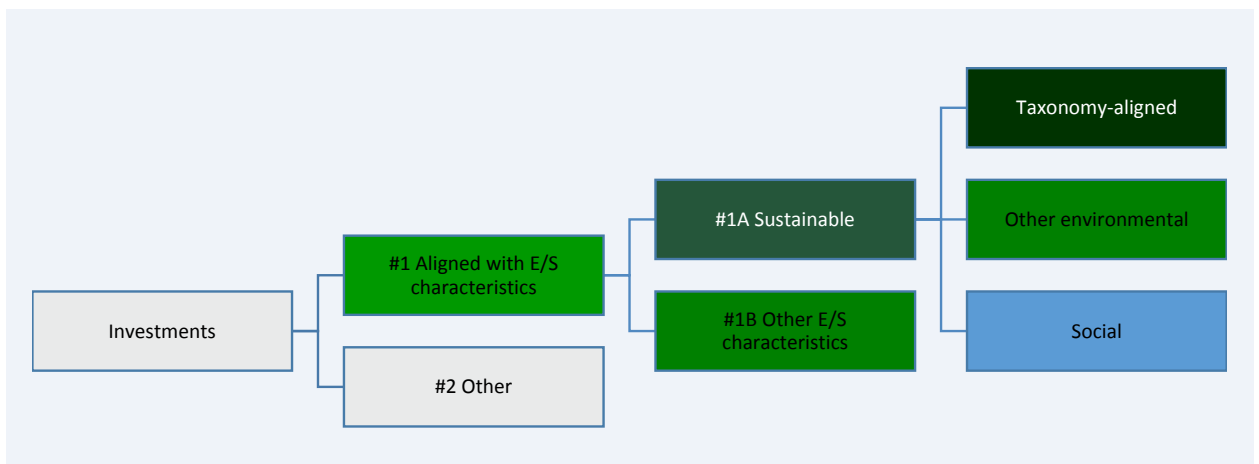 Investments
#1 Aligned with E/S
characteristics
#2 Other
#1A Sustainable
#1B Other E/S
characteristics
Taxonomy-aligned
Other environmental
Social